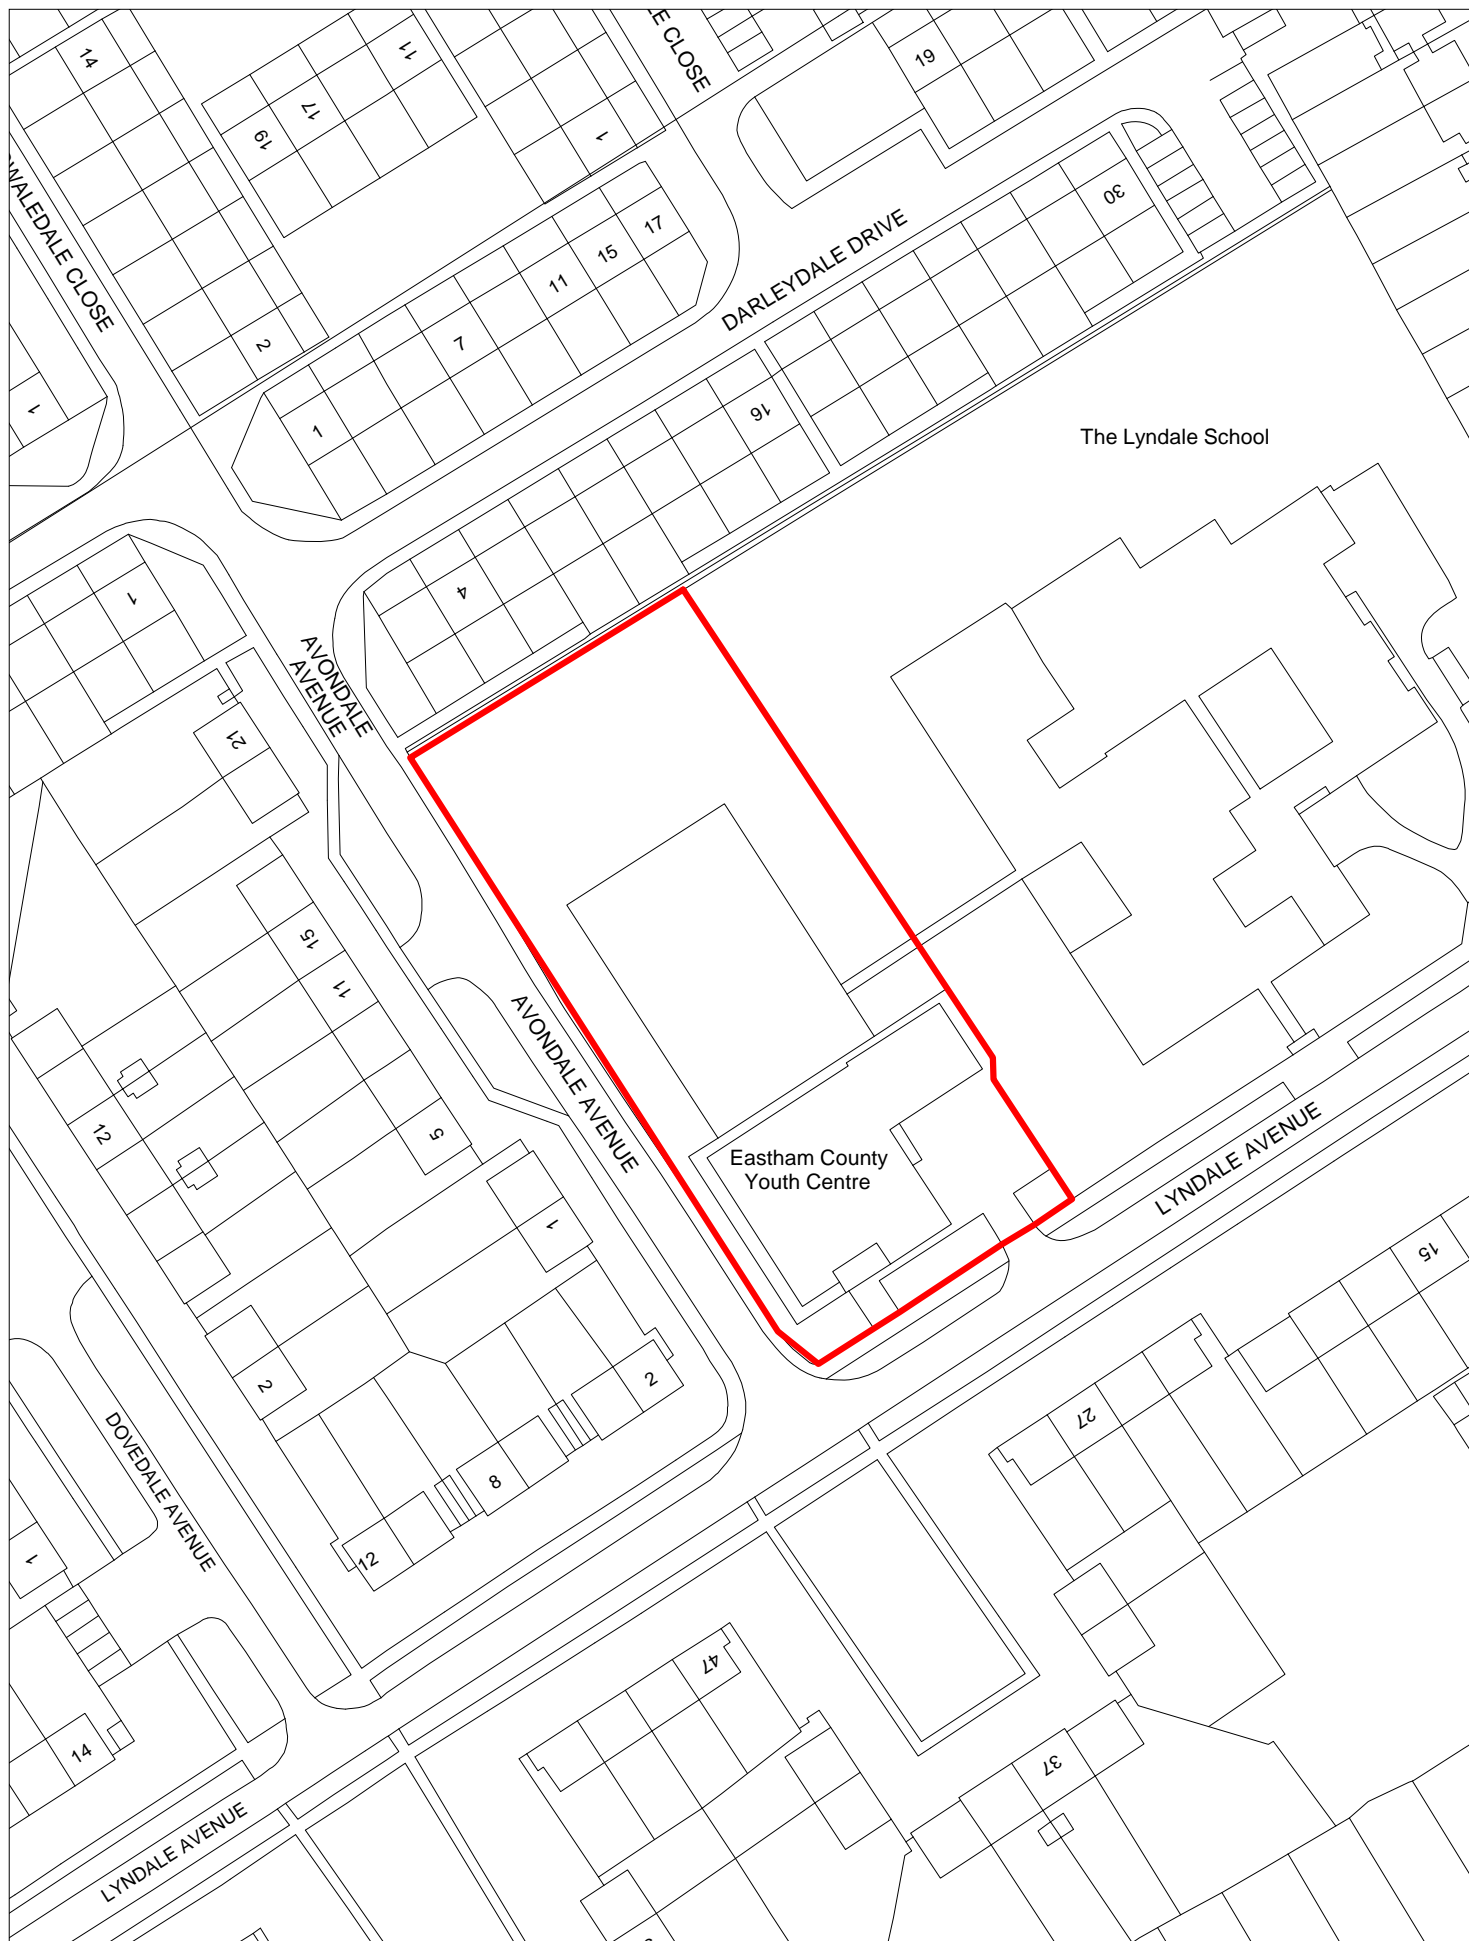 14
11
17
19
1
E CLOSE
19
WALEDALE CLOSE
2
1
1
7
11
15
17
DARLEYDALE DRIVE
30
16
4
The Lyndale School
1
AVONDALE
AVENUE
21
15
11
5
1
12
2
AVONDALE AVENUE
Eastham County
Youth Centre
LYNDALE AVENUE
15
27
2
8
12
DOVEDALE AVENUE
1
14
LYNDALE AVENUE
47
37